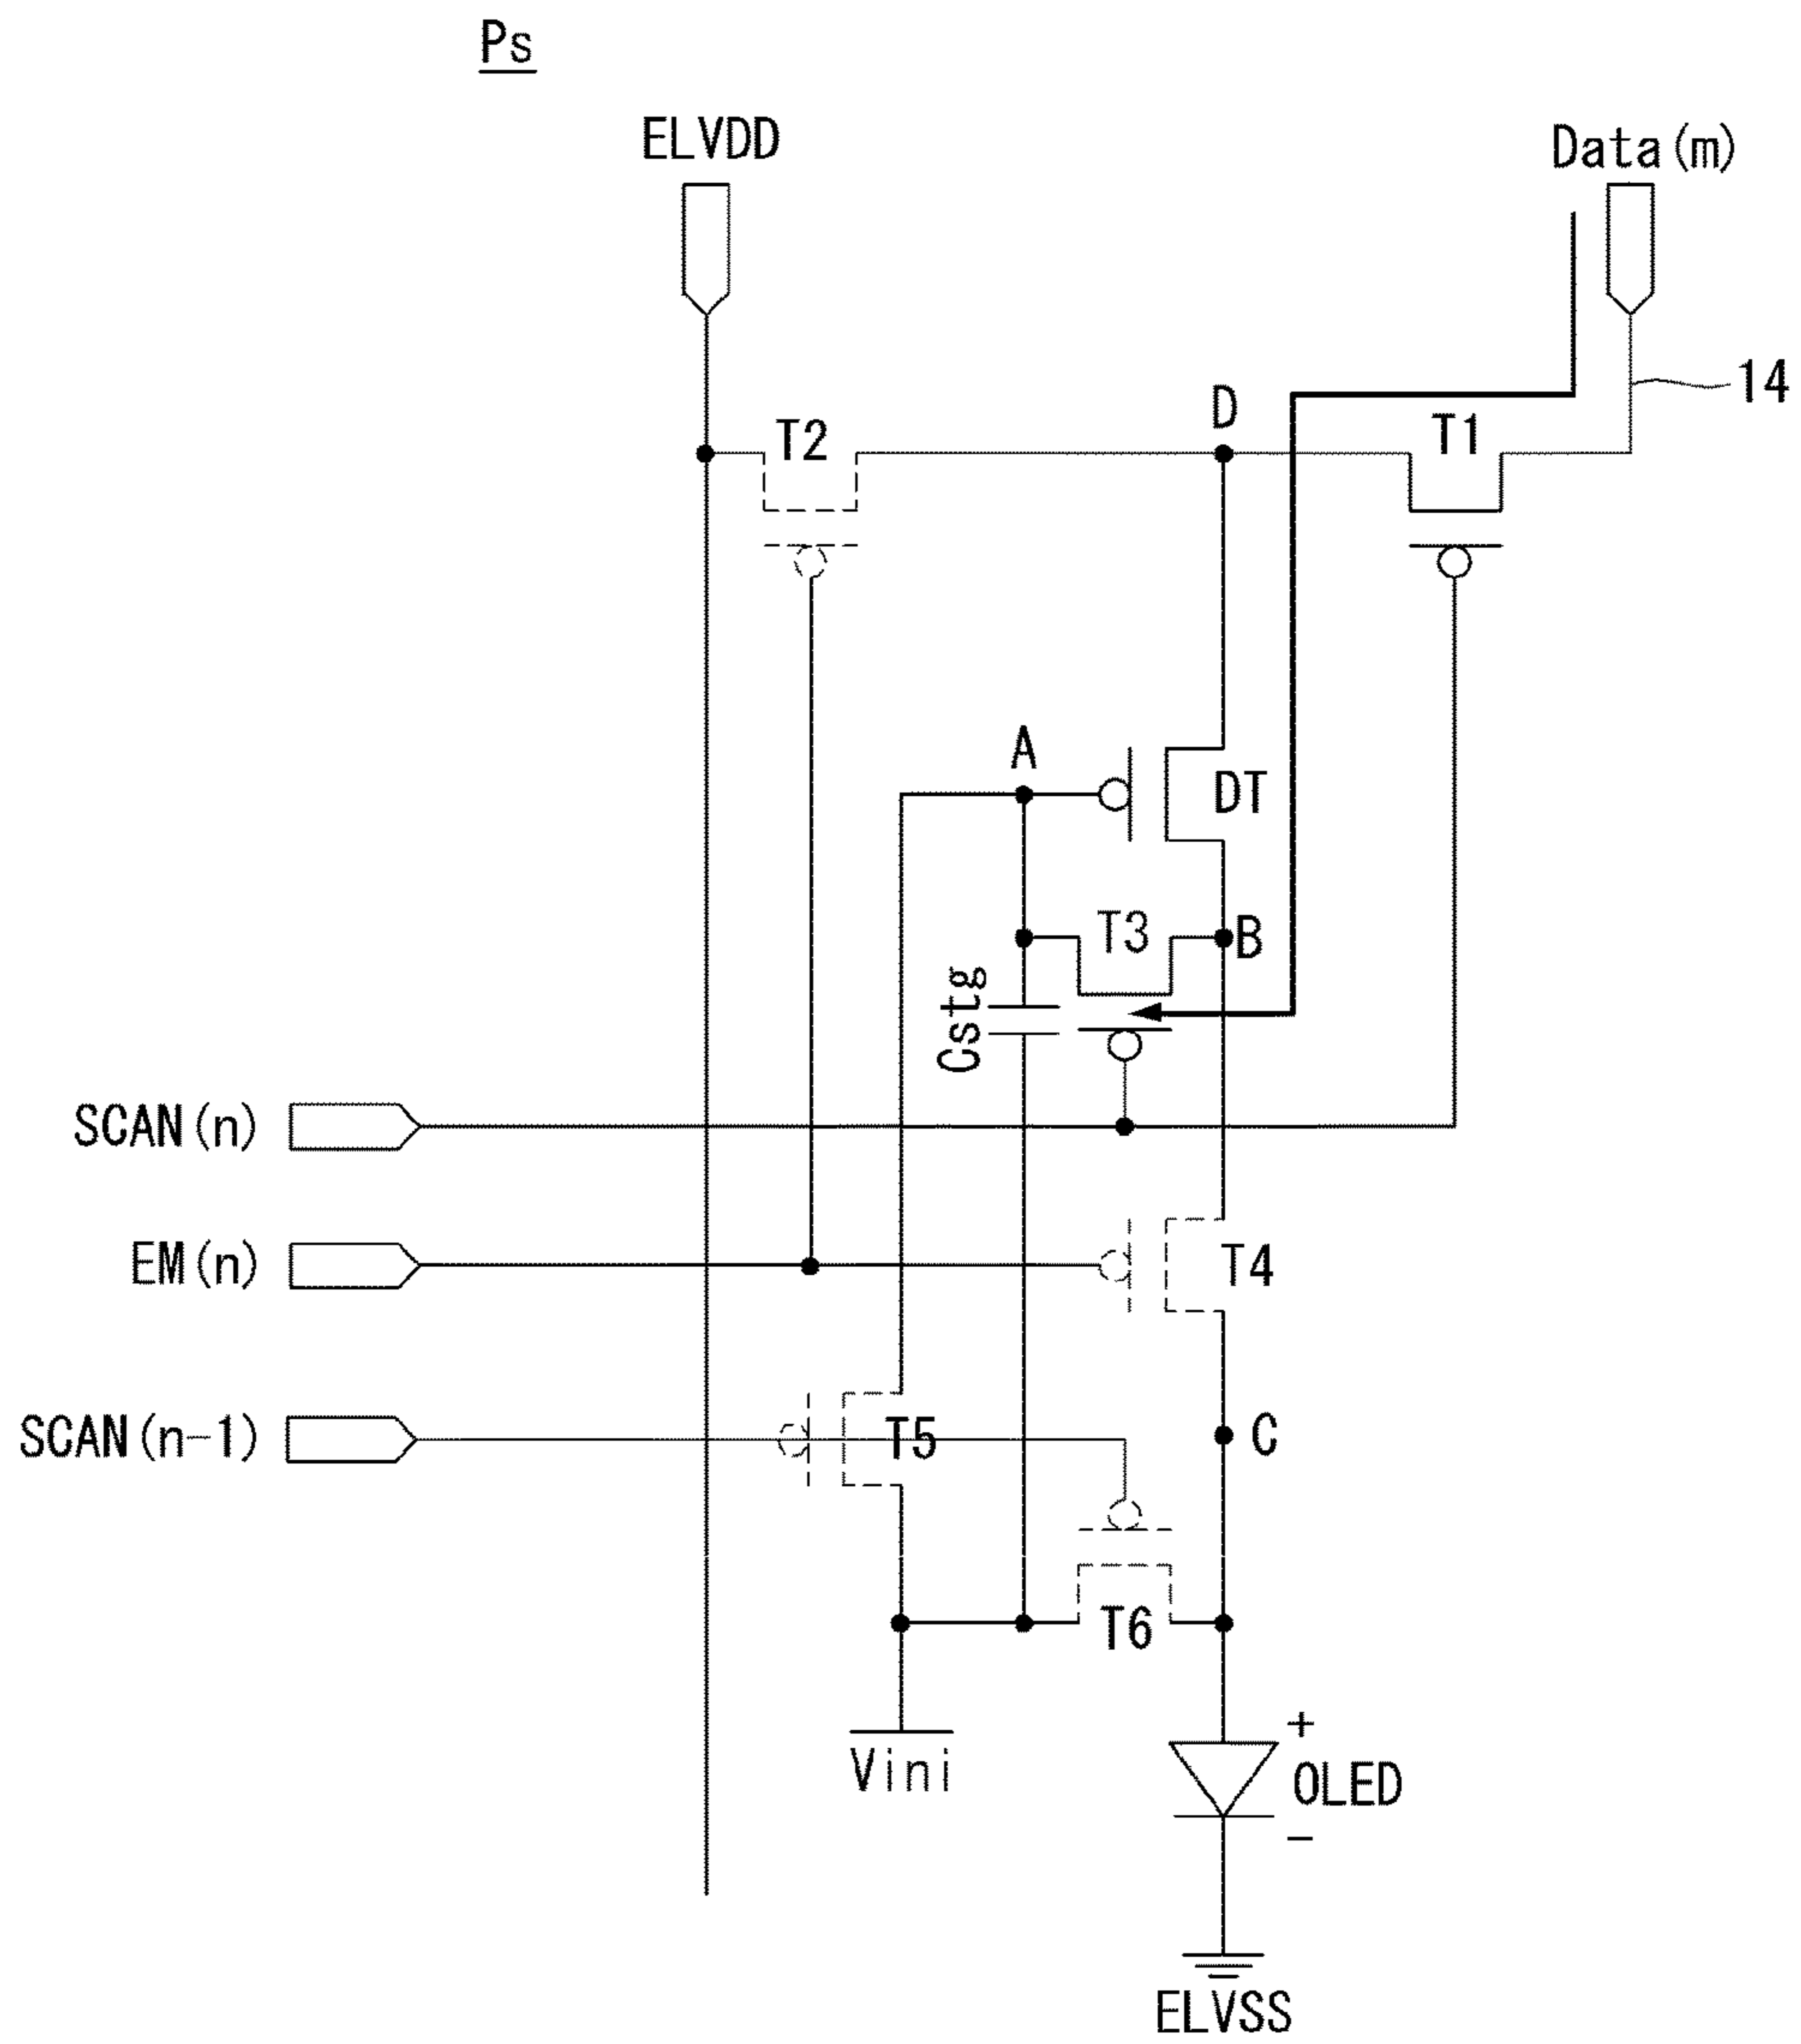 Ps
ELVDD
Data(m)
14
D
T1
T2
A
DT
T3
B
Cstg
SCAN(n)
EM(n)
T4
SCAN(n-1)
T5
C
T6
+
Vini
OLED
-
ELVSS